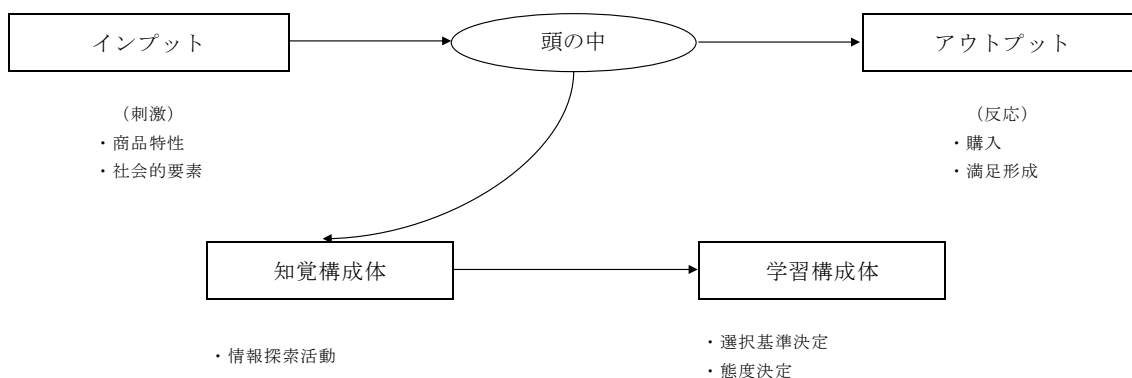 インプット
頭の中
アウトプット
(刺激)
・商品特性
・社会的要素
(反応)
・購入
・満足形成
知覚構成体
学習構成体
・情報探索活動
・選択基準決定
・態度決定